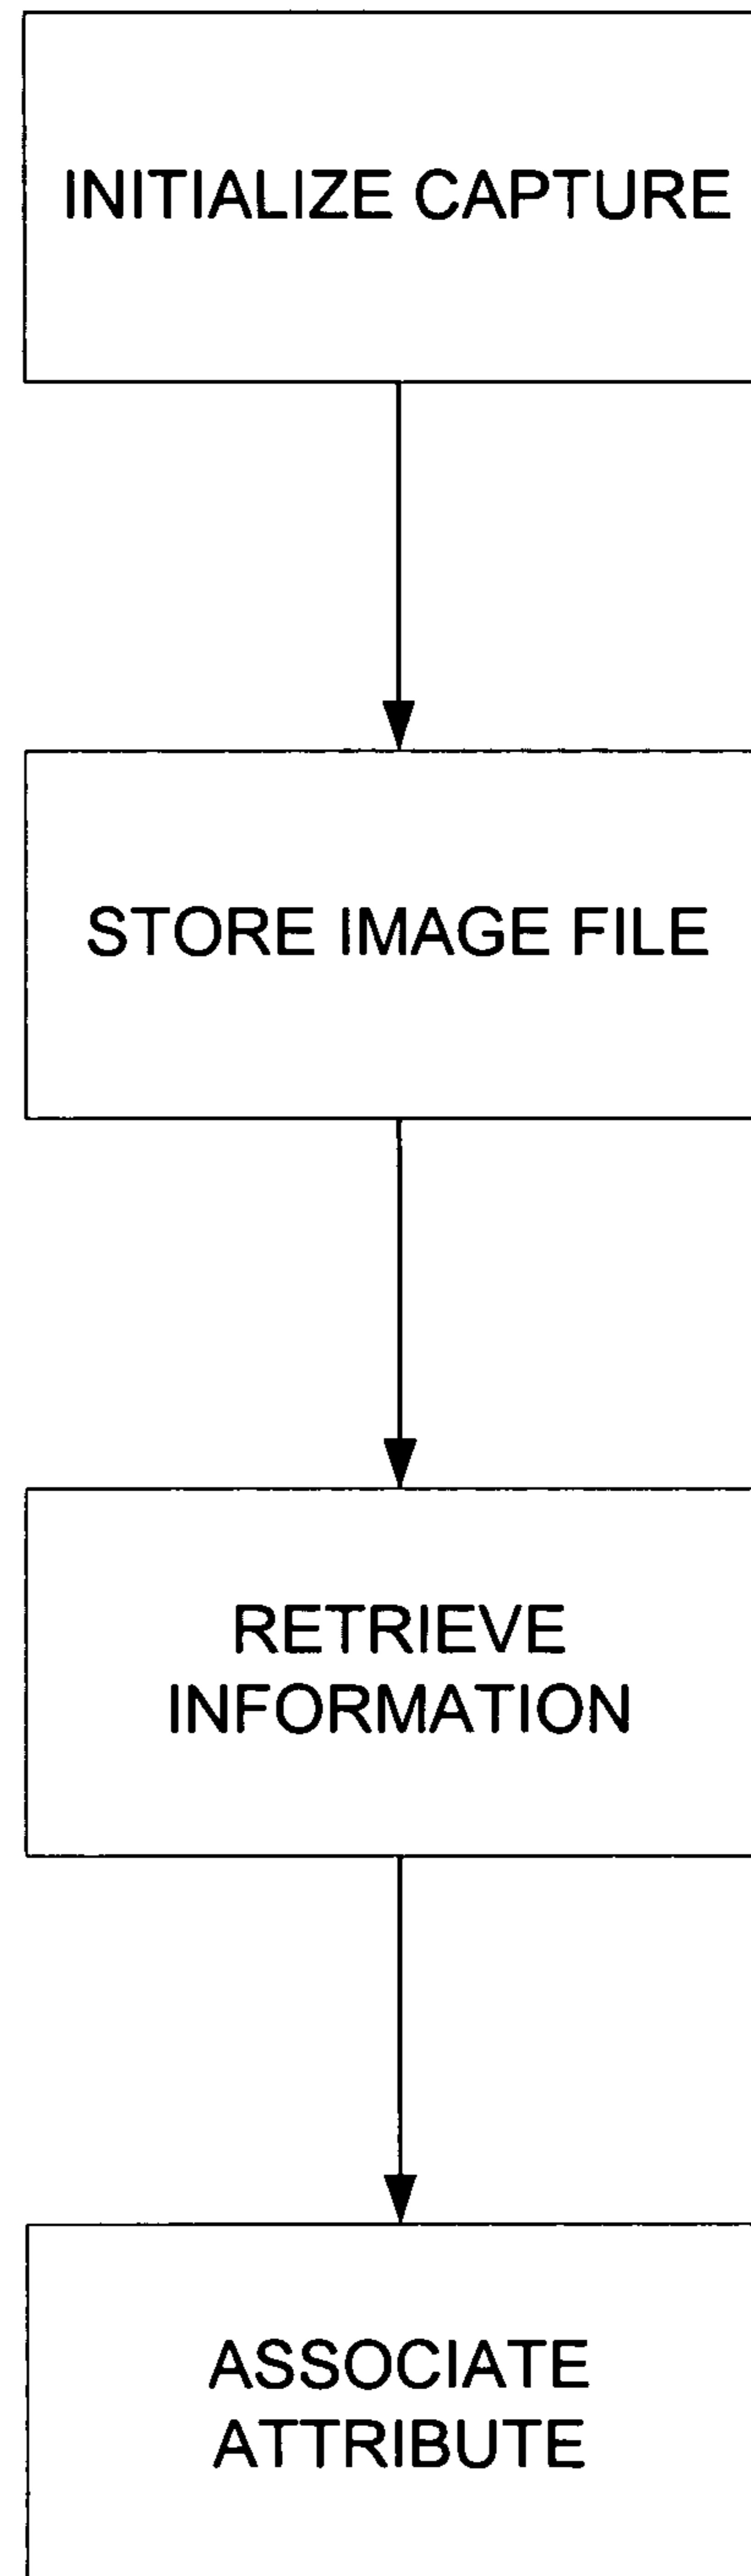 INITIALIZE CAPTURE
STORE IMAGE FILE
RETRIEVE
INFORMATION
ASSOCIATE
ATTRIBUTE